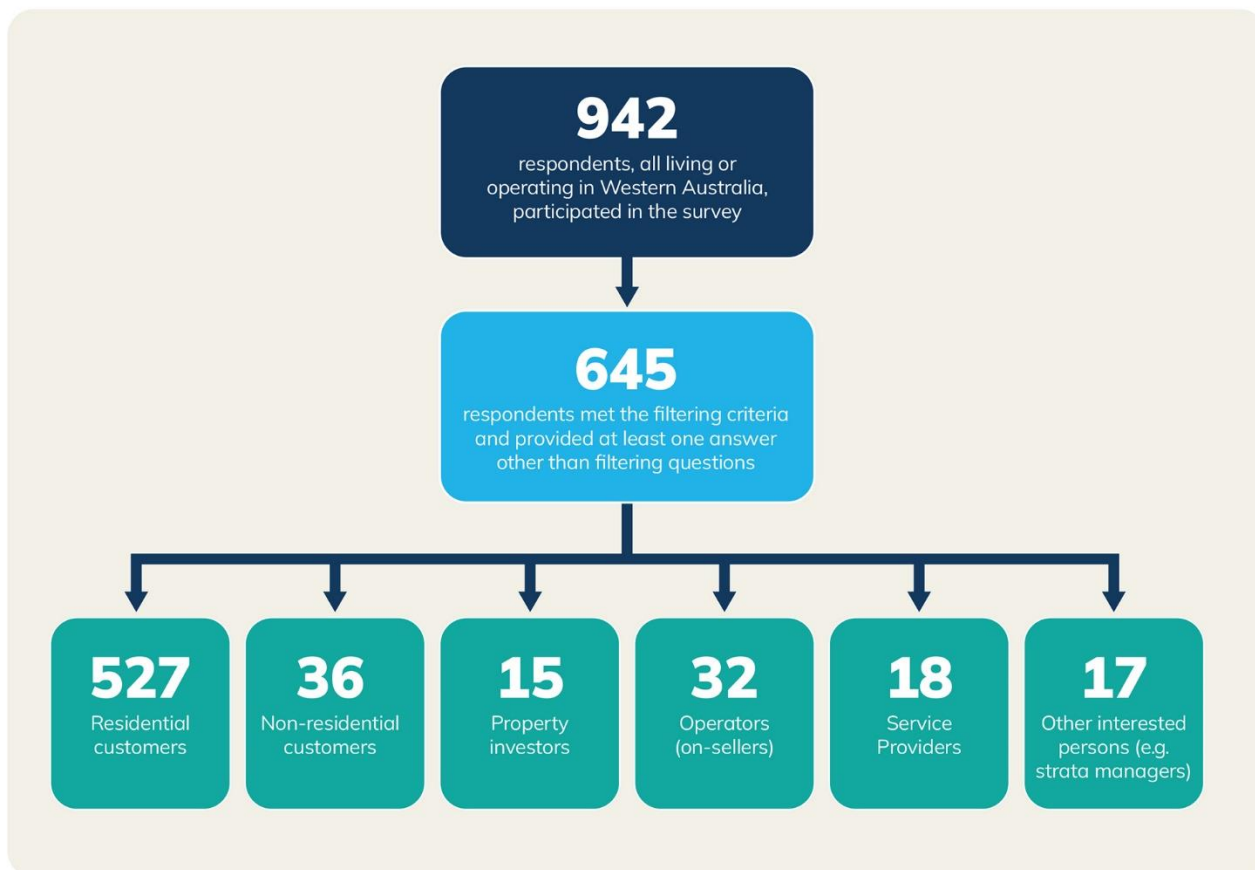 942
respondents, all living or
operating in Western Australia,
participated in the survey
645
respondents met the filtering criteria
and provided at least one answer
other than filtering questions
527
Residential
customers
36
Non-residential
customers
15
Property
investors
32
Operators
(on-sellers)
18
Service
Providers
17
Other interested
persons (e.g.
strata managers)